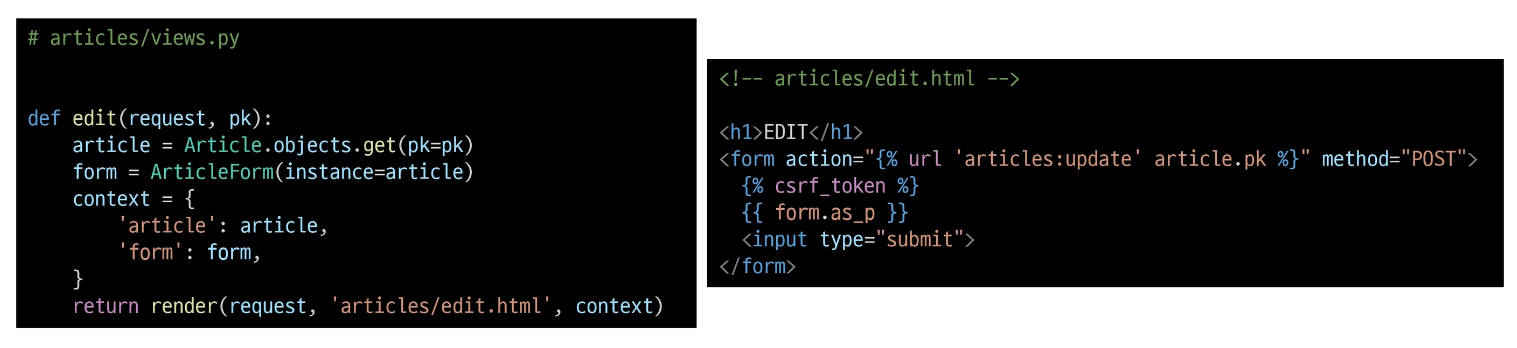 # articles/views.py
def edit(request, pk):
    article = Article.objects.get(pk=pk)
    form = ArticleForm(instance=article)
    context = {
        'article': article,
        'form': form,
    }
    return render(request, 'articles/edit.html', context)
<!-- articles/edit.html -->
<h1>EDIT</h1>
<form action="{% url 'articles:update' article.pk %}" method="POST">
  {% csrf_token %}
  {{ form.as_p }}
  <input type="submit">
</form>